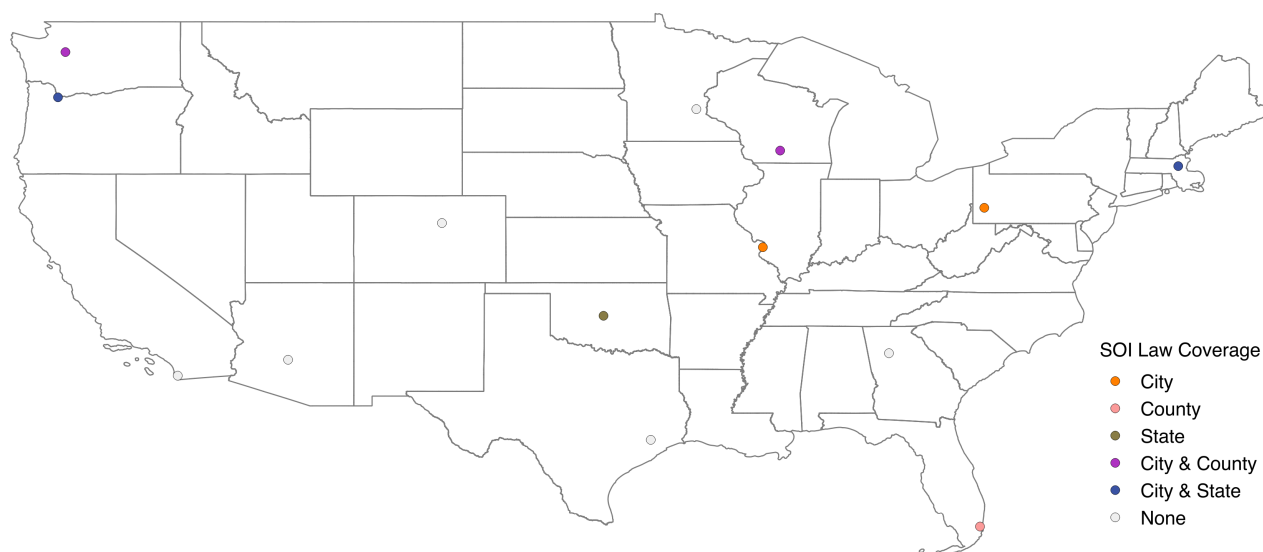 SOI Law Coverage
City
County
State
City & County
City & State
None